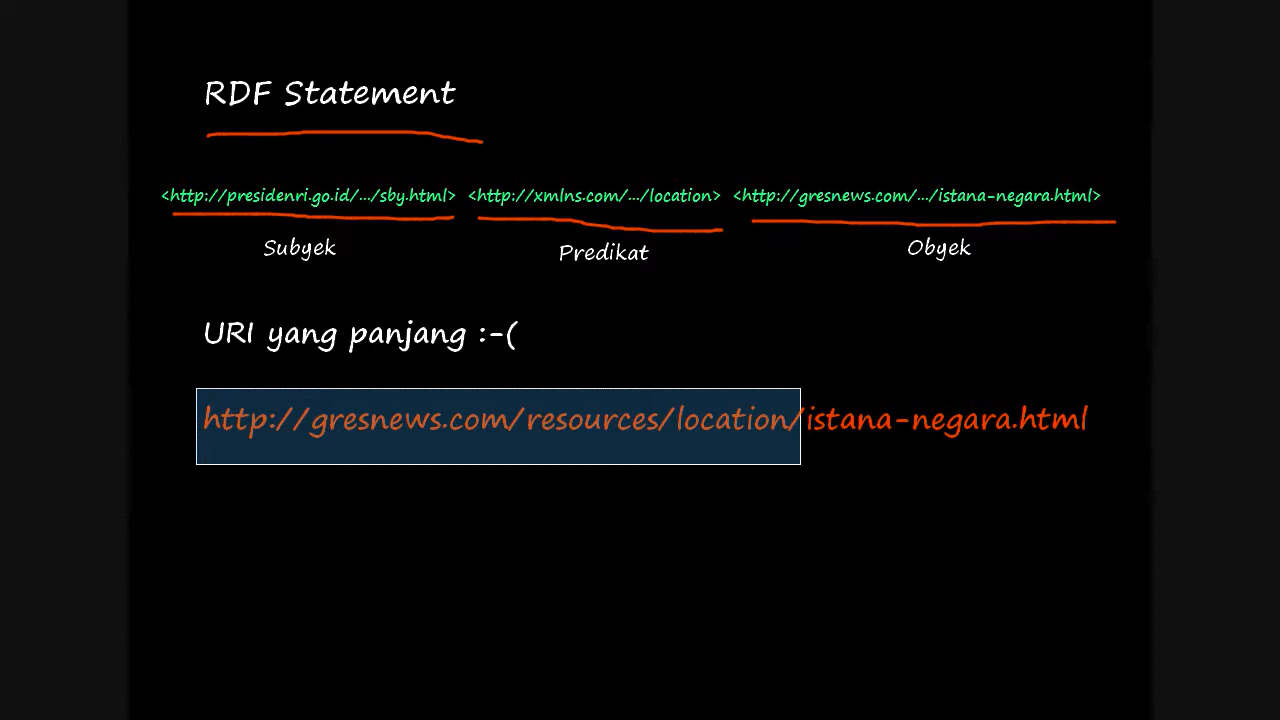 RDF Statement
<http://presidenri.go.id/.../sby.html> <http://xmlns.com/.../location> <http://gresnews.com/.../istana-negara.html>
Subyek Predikat Obyek
URI yang panjang :-(
http://gresnews.com/resources/location/istana-negara.html